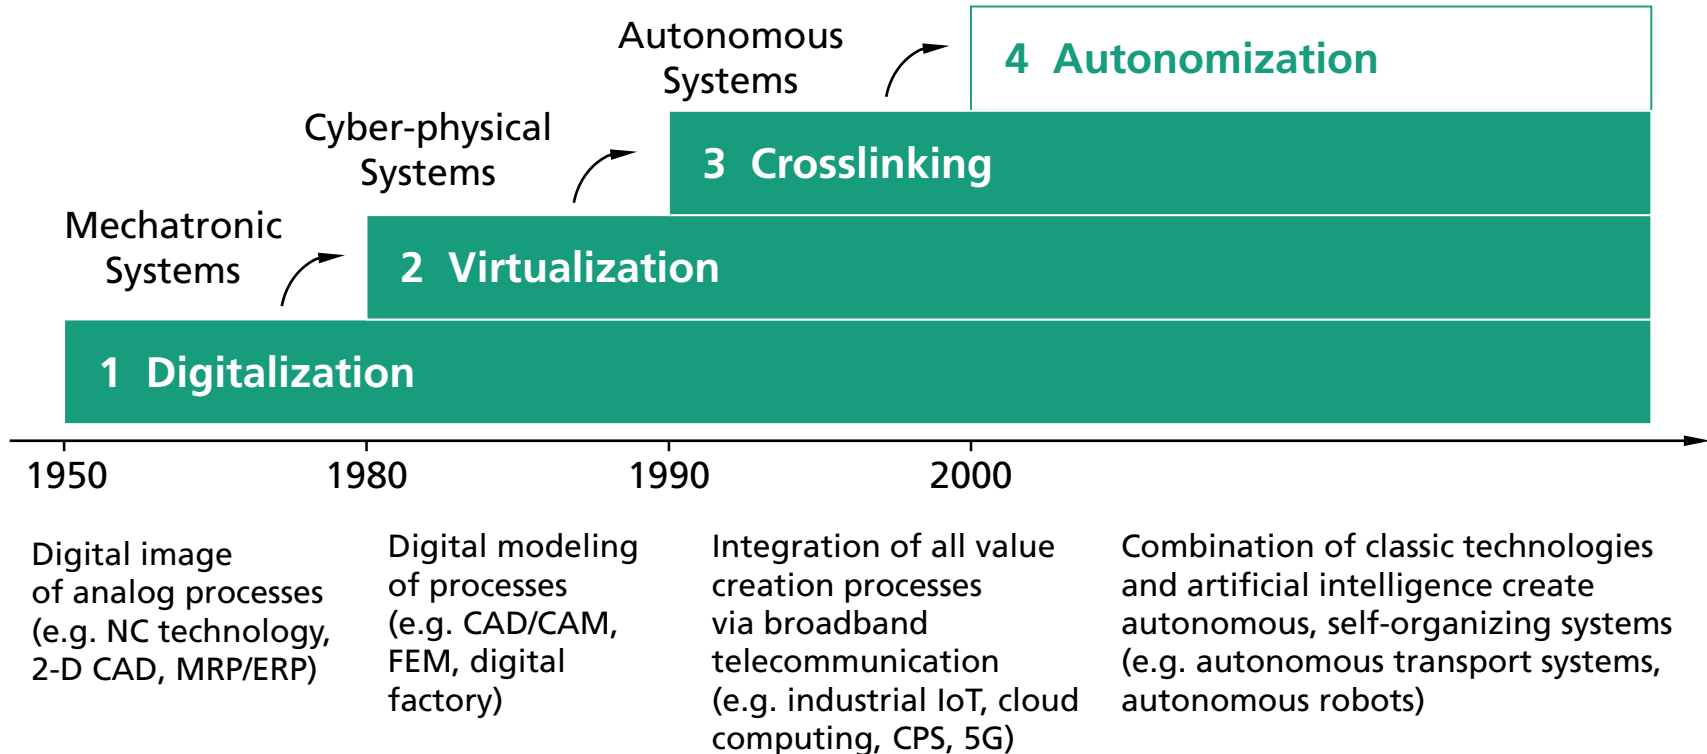 Autonomous
Systems
4 Autonomization
Cyber-physical
Systems
3 Crosslinking
Mechatronic
Systems
2 Virtualization
1 Digitalization
1950
1980
1990
2000
Digital image
of analog processes
(e.g. NC technology,
2-D CAD, MRP/ERP)
Digital modeling
of processes
(e.g. CAD/CAM,
FEM, digital
factory)
Integration of all value
creation processes
via broadband
telecommunication
(e.g. industrial IoT, cloud
computing, CPS, 5G)
Combination of classic technologies
and artificial intelligence create
autonomous, self-organizing systems
(e.g. autonomous transport systems,
autonomous robots)